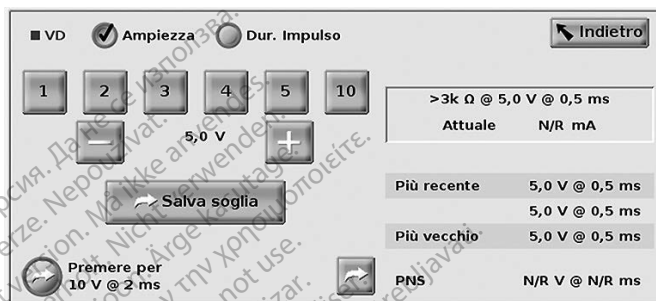 VD Ampiezza Dur. Impulso Indietro
1 2 3 4 5 10
>3k Ω @ 5,0 V @ 0,5 ms
Attuale N/R mA
5,0 V
Salva soglia
Più recente 5,0 V @ 0,5 ms
5,0 V @ 0,5 ms
Più vecchio 5,0 V @ 0,5 ms
Premere per
10 V @ 2 ms
PNS N/R V @ N/R ms